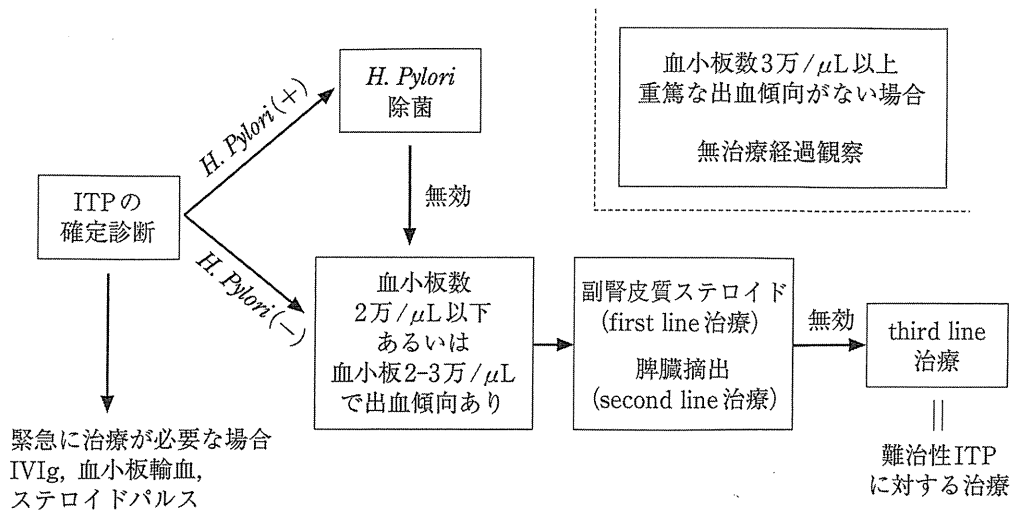 ITPの
確定診断
H. Pylori(+)
H. Pylori
除菌
無効
H. Pylori(−)
血小板数
2万/μL以下
あるいは
血小板2-3万/μL
で出血傾向あり
副腎皮質ステロイド
(first line治療)
脾臓摘出
(second line治療)
無効
third line
治療
難治性ITP
に対する治療
緊急に治療が必要な場合
IVIg, 血小板輸血,
ステロイドパルス
血小板数3万/μL以上
重篤な出血傾向がない場合
無治療経過観察